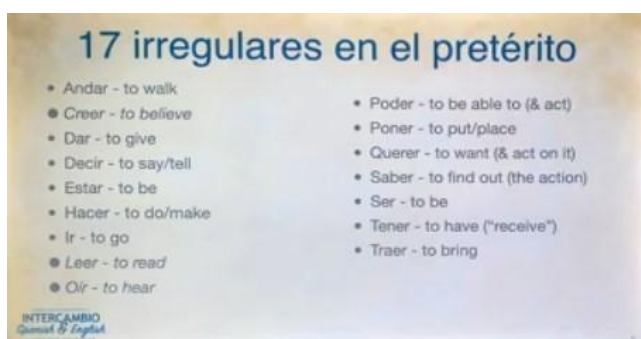 17 irregulares en el pretérito
• Andar - to walk
• Creer - to believe
• Dar - to give
• Decir - to say/tell
• Estar - to be
• Hacer - to do/make
• Ir - to go
• Leer - to read
• Oír - to hear
• Poder - to be able to (& act)
• Poner - to put/place
• Querer - to want (& act on it)
• Saber - to find out (the action)
• Ser - to be
• Tener - to have ("receive")
• Traer - to bring
INTERCAMBIO
Spanish & English